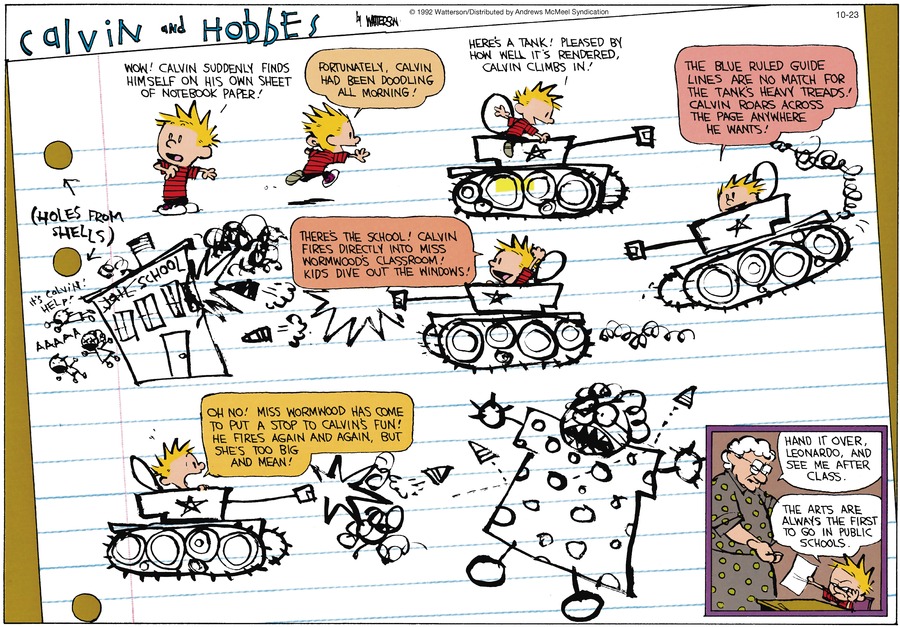 Calvin and Hobbes
by WATTERSON
© 1992 Watterson/Distributed by Andrews McMeel Syndication
10-23
WOW! CALVIN SUDDENLY FINDS
HIMSELF ON HIS OWN SHEET
OF NOTEBOOK PAPER!
FORTUNATELY, CALVIN
HAD BEEN DOODLING
ALL MORNING!
HERE'S A TANK! PLEASED BY
HOW WELL IT'S RENDERED,
CALVIN CLIMBS IN!
THE BLUE RULED GUIDE
LINES ARE NO MATCH FOR
THE TANK'S HEAVY TREADS!
CALVIN ROARS ACROSS
THE PAGE ANYWHERE
HE WANTS!
(HOLES FROM
SHELLS)
IT'S CALVIN!
HELP!
AAAAA
SCHOOL
THERE'S THE SCHOOL! CALVIN
FIRES DIRECTLY INTO MISS
WORMWOOD'S CLASSROOM!
KIDS DIVE OUT THE WINDOWS!
OH NO! MISS WORMWOOD HAS COME
TO PUT A STOP TO CALVIN'S FUN!
HE FIRES AGAIN AND AGAIN, BUT
SHE'S TOO BIG
AND MEAN!
HAND IT OVER,
LEONARDO, AND
SEE ME AFTER
CLASS.
THE ARTS ARE
ALWAYS THE FIRST
TO GO IN PUBLIC
SCHOOLS.